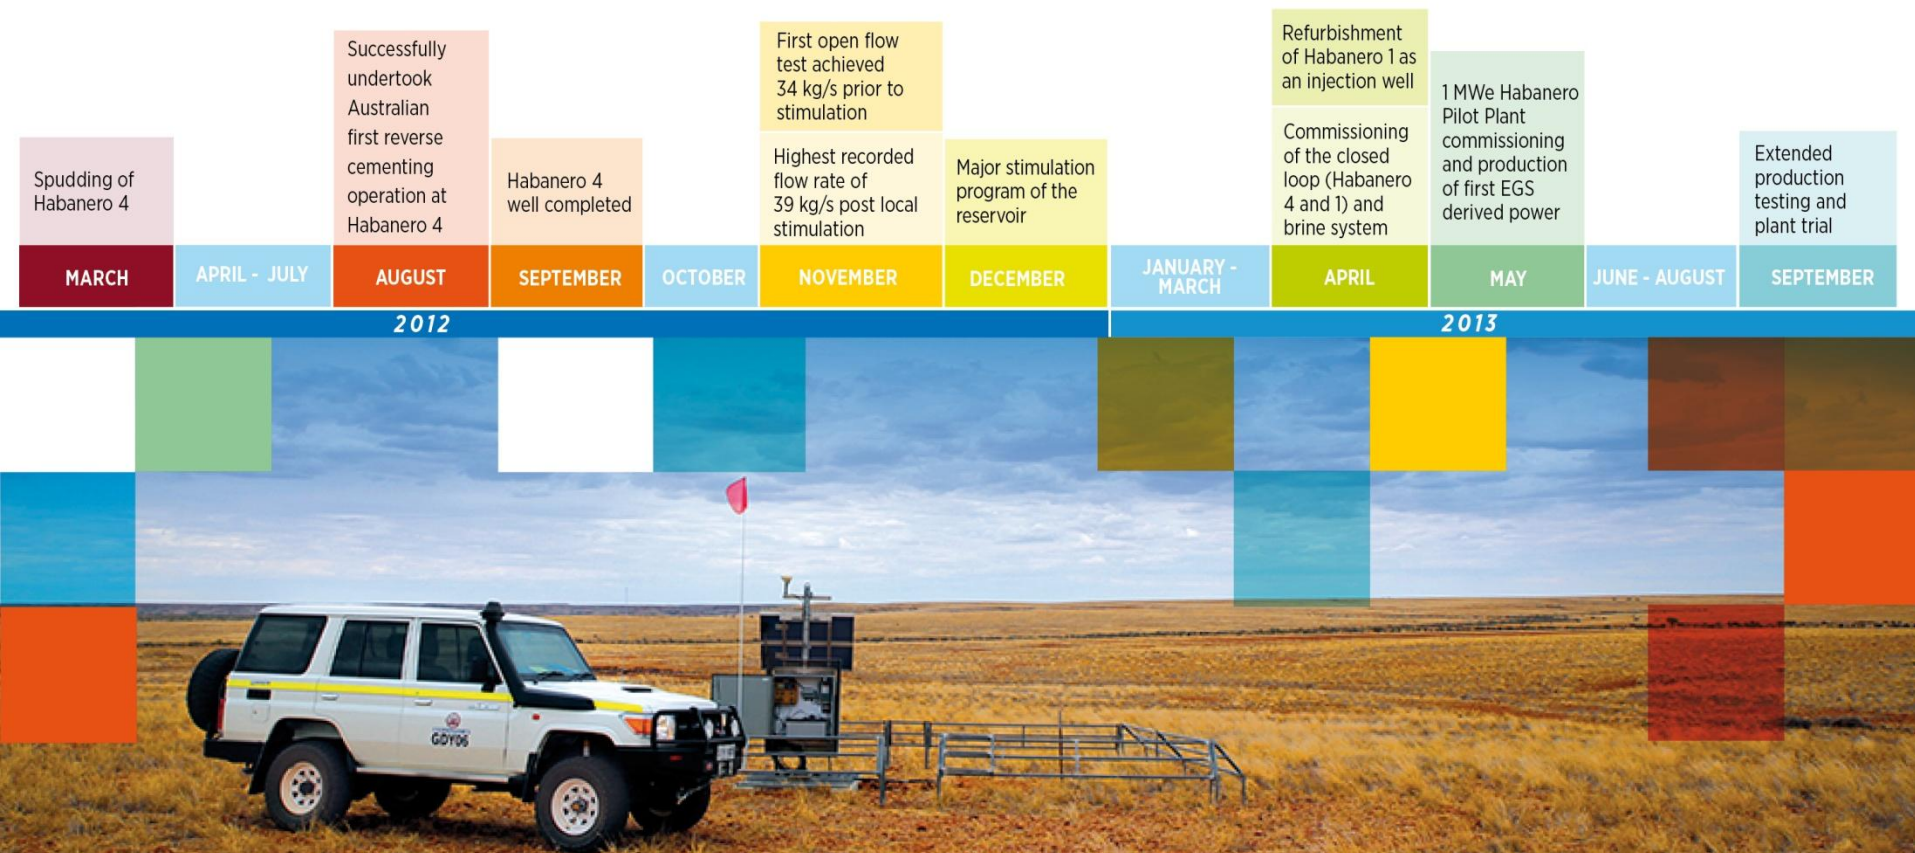 Spudding of
Habanero 4
Successfully
undertook
Australian
first reverse
cementing
operation at
Habanero 4
Habanero 4
well completed
First open flow
test achieved
34 kg/s prior to
stimulation
Highest recorded
flow rate of
39 kg/s post local
stimulation
Major stimulation
program of the
reservoir
Refurbishment
of Habanero 1 as
an injection well
Commissioning
of the closed
loop (Habanero
4 and 1) and
brine system
1 MWe Habanero
Pilot Plant
commissioning
and production
of first EGS
derived power
Extended
production
testing and
plant trial
MARCH
APRIL - JULY
AUGUST
SEPTEMBER
OCTOBER
NOVEMBER
DECEMBER
JANUARY -
MARCH
APRIL
MAY
JUNE - AUGUST
SEPTEMBER
2012
2013
GDY06